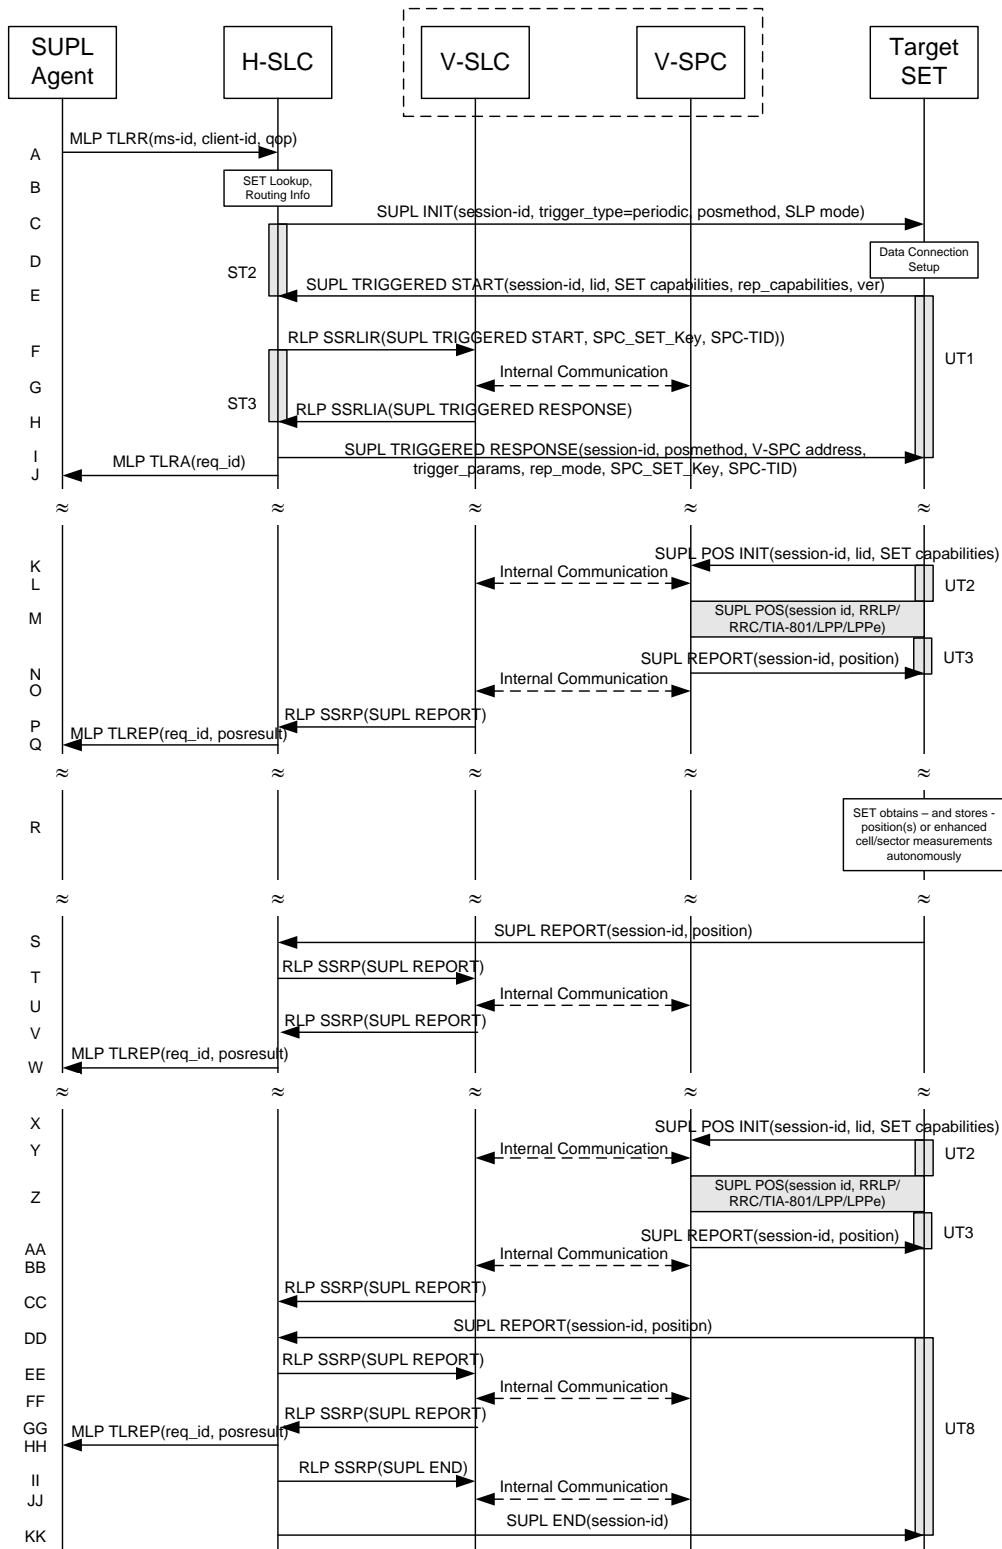 SUPL Agent
H-SLC
V-SLC
V-SPC
Target SET
A
MLP TLRR(ms-id, client-id, qop)
B
SET Lookup,
Routing Info
C
SUPL INIT(session-id, trigger_type=periodic, posmethod, SLP mode)
D
ST2
Data Connection
Setup
E
SUPL TRIGGERED START(session-id, lid, SET capabilities, rep_capabilities, ver)
F
RLP SSRLIR(SUPL TRIGGERED START, SPC_SET_Key, SPC-TID))
UT1
G
Internal Communication
ST3
H
RLP SSRLIA(SUPL TRIGGERED RESPONSE)
I
SUPL TRIGGERED RESPONSE(session-id, posmethod, V-SPC address,
trigger_params, rep_mode, SPC_SET_Key, SPC-TID)
J
MLP TLRA(req_id)
≈ ≈ ≈ ≈ ≈
K
SUPL POS INIT(session-id, lid, SET capabilities)
L
Internal Communication
UT2
M
SUPL POS(session id, RRLP/
RRC/TIA-801/LPP/LPPe)
N
SUPL REPORT(session-id, position)
UT3
O
Internal Communication
P
RLP SSRP(SUPL REPORT)
Q
MLP TLREP(req_id, posresult)
≈ ≈ ≈ ≈ ≈
R
SET obtains – and stores -
position(s) or enhanced
cell/sector measurements
autonomously
≈ ≈ ≈ ≈ ≈
S
SUPL REPORT(session-id, position)
T
RLP SSRP(SUPL REPORT)
U
Internal Communication
V
RLP SSRP(SUPL REPORT)
W
MLP TLREP(req_id, posresult)
≈ ≈ ≈ ≈ ≈
X
SUPL POS INIT(session-id, lid, SET capabilities)
Y
Internal Communication
UT2
Z
SUPL POS(session id, RRLP/
RRC/TIA-801/LPP/LPPe)
AA
SUPL REPORT(session-id, position)
UT3
BB
Internal Communication
CC
RLP SSRP(SUPL REPORT)
DD
SUPL REPORT(session-id, position)
EE
RLP SSRP(SUPL REPORT)
FF
Internal Communication
GG
RLP SSRP(SUPL REPORT)
UT8
HH
MLP TLREP(req_id, posresult)
II
RLP SSRP(SUPL END)
JJ
Internal Communication
KK
SUPL END(session-id)